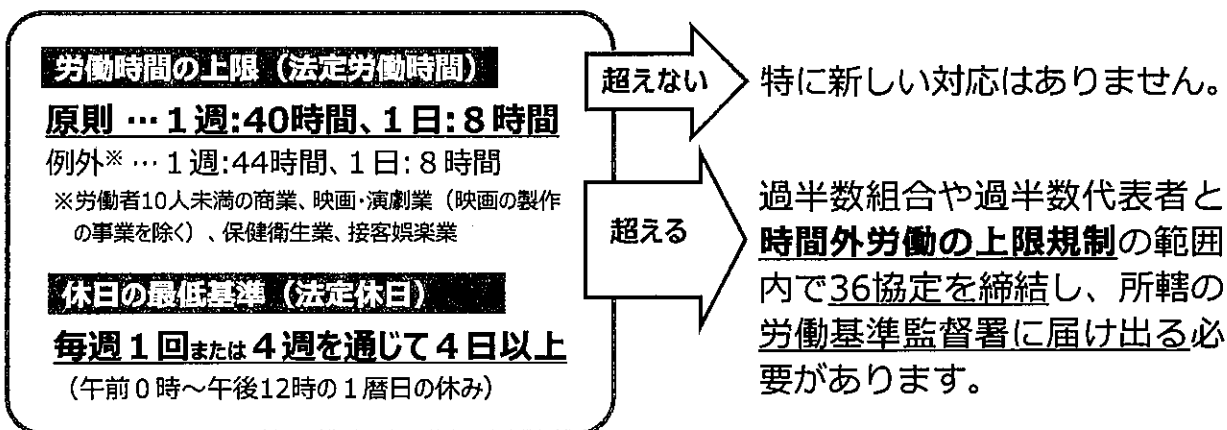 労働時間の上限（法定労働時間）
原則 … １週:40時間、１日:８時間
例外※ … １週:44時間、１日:８時間
※労働者10人未満の商業、映画・演劇業（映画の製作
の事業を除く）、保健衛生業、接客娯楽業
休日の最低基準（法定休日）
毎週１回または４週を通じて４日以上
（午前０時～午後12時の１暦日の休み）
超えない
特に新しい対応はありません。
超える
過半数組合や過半数代表者と
時間外労働の上限規制の範囲
内で36協定を締結し、所轄の
労働基準監督署に届け出る必
要があります。